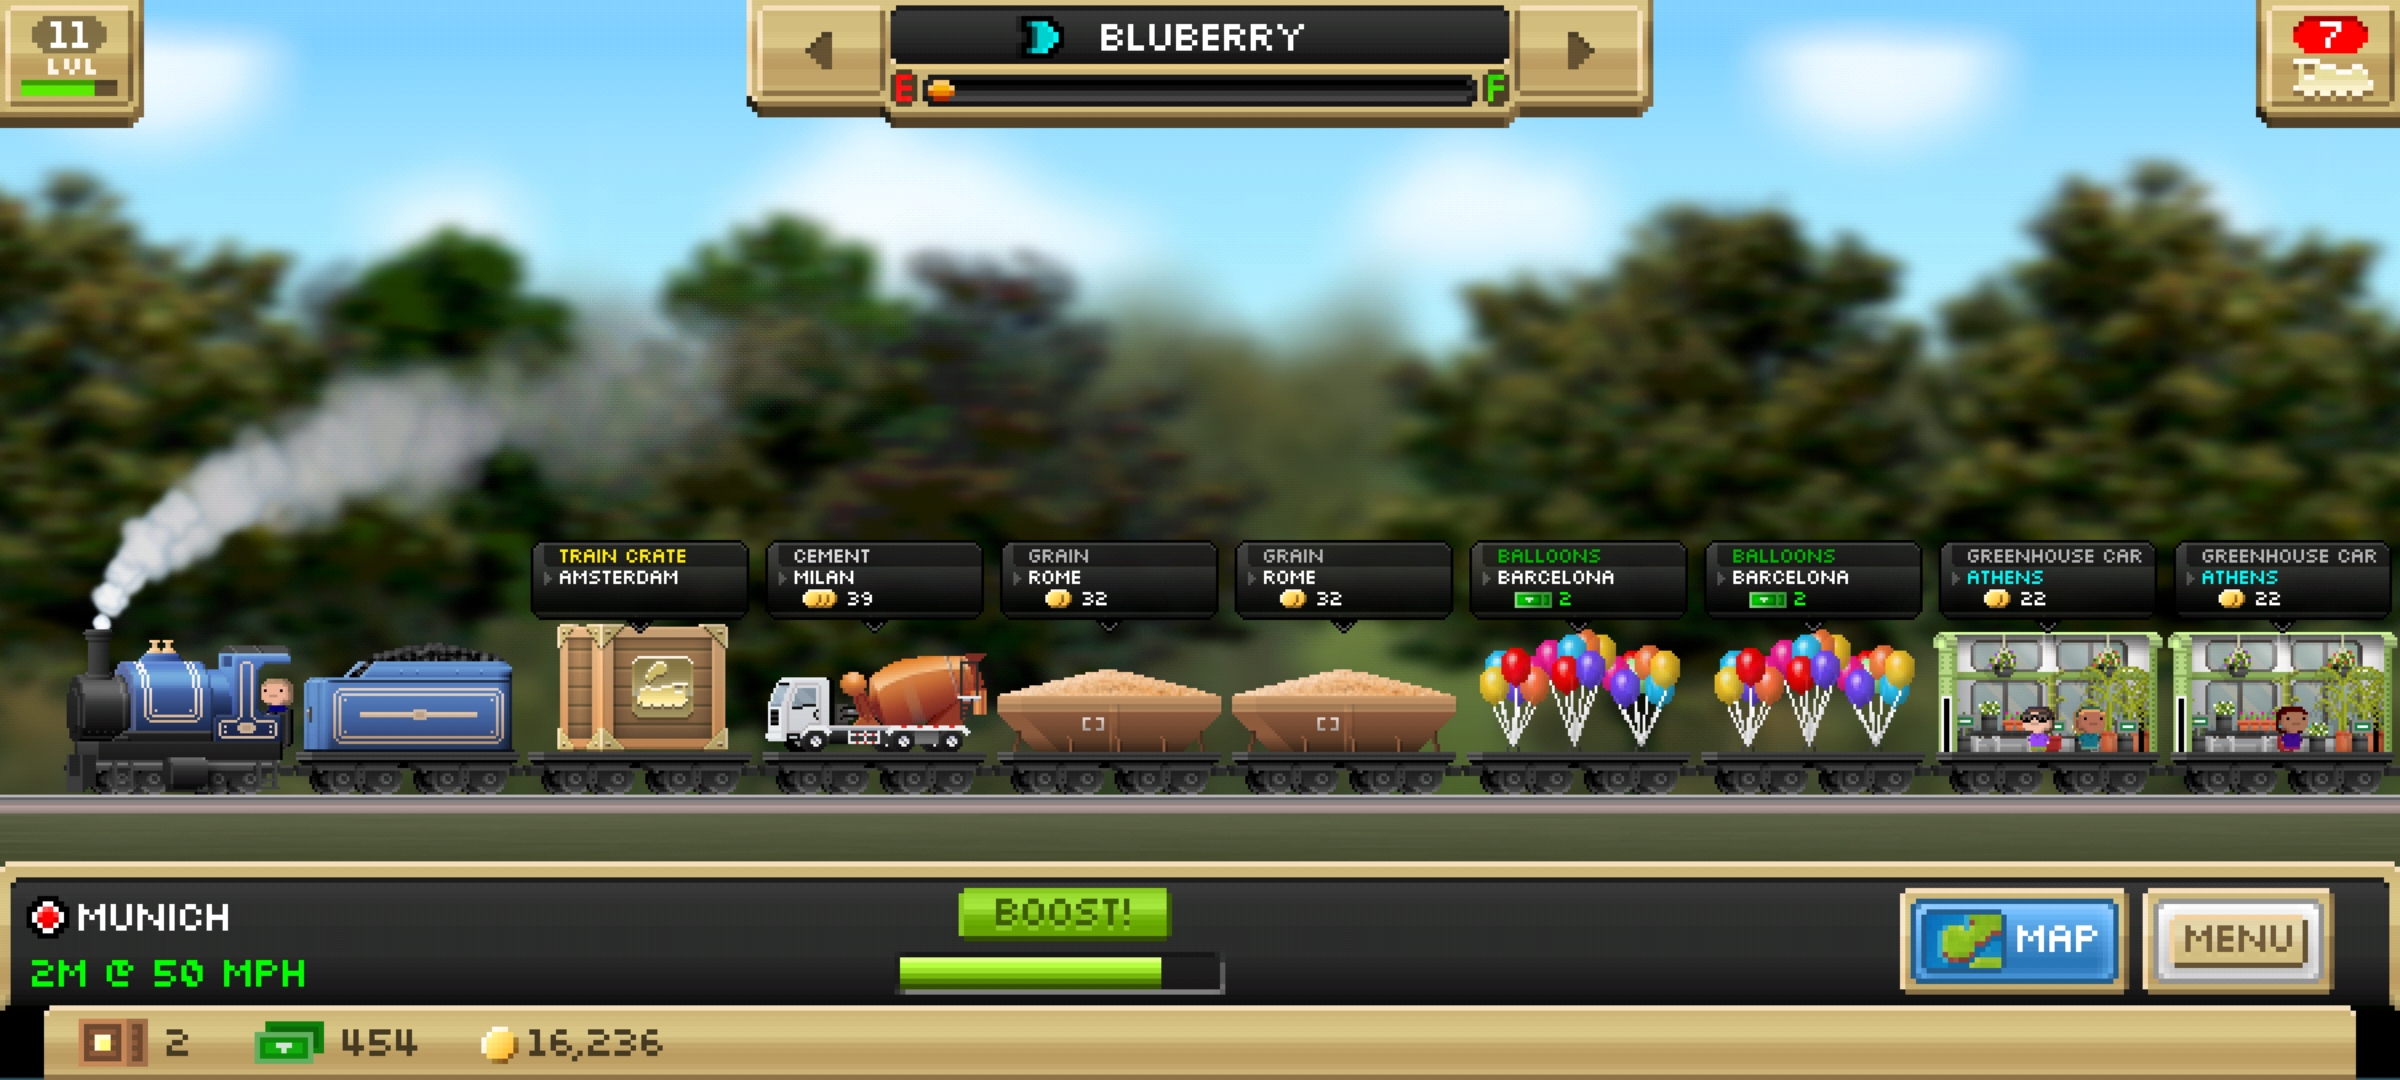 11
LVL
BLUBERRY
E
F
7
TRAIN CRATE
AMSTERDAM
CEMENT
MILAN
39
GRAIN
ROME
32
GRAIN
ROME
32
BALLOONS
BARCELONA
2
BALLOONS
BARCELONA
2
GREENHOUSE CAR
ATHENS
22
GREENHOUSE CAR
ATHENS
22
MUNICH
2M @ 50 MPH
BOOST!
MAP
MENU
2
454
16,236